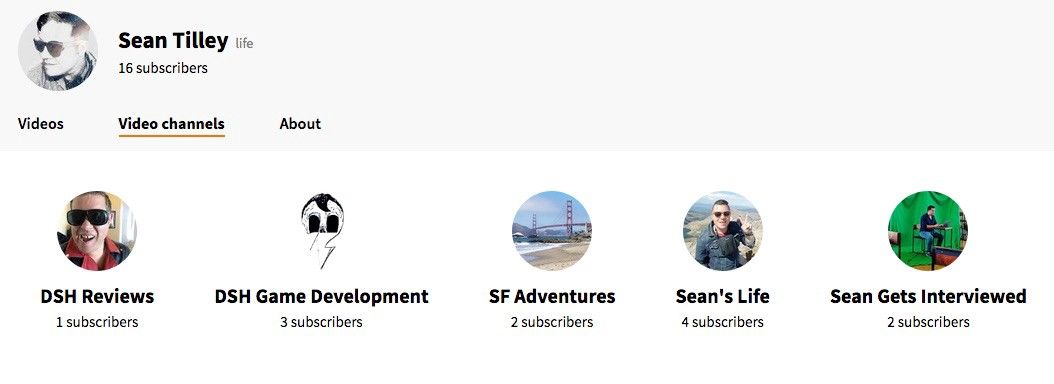 Sean Tilley life
16 subscribers
Videos Video channels About
DSH Reviews DSH Game Development SF Adventures Sean's Life Sean Gets Interviewed
1 subscribers 3 subscribers 2 subscribers 4 subscribers 2 subscribers